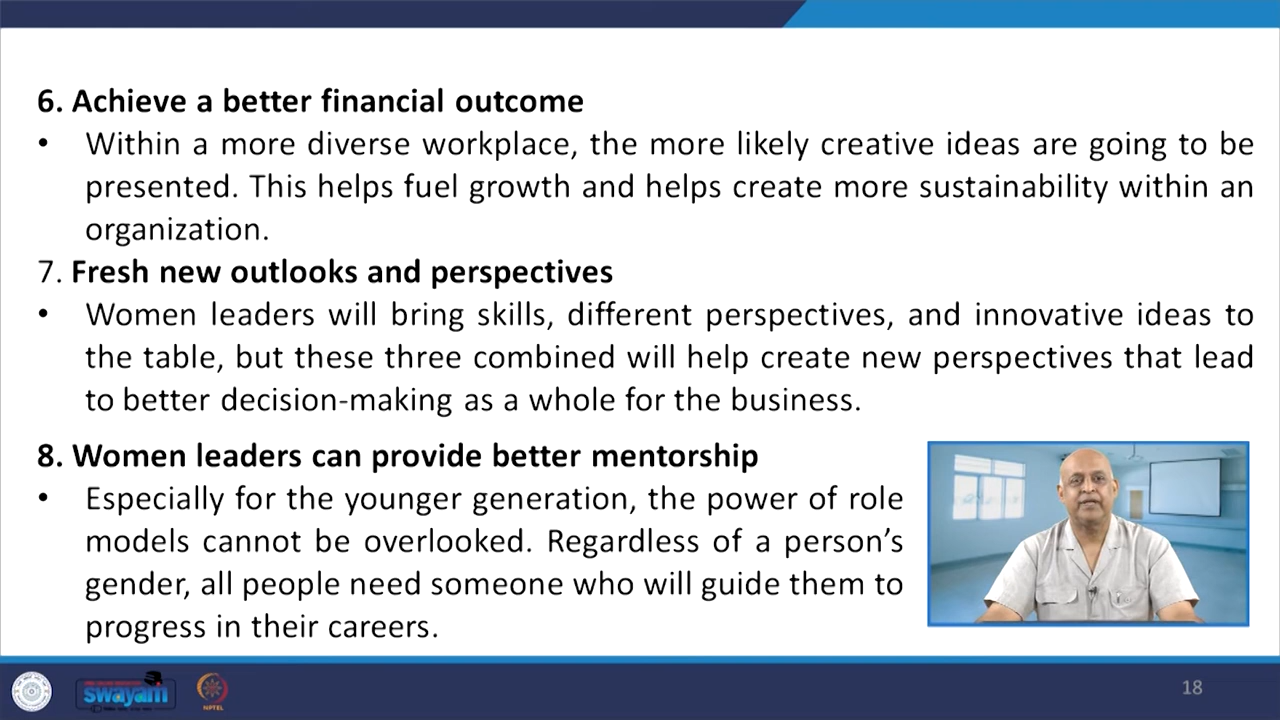 6. Achieve a better financial outcome
• Within a more diverse workplace, the more likely creative ideas are going to be
presented. This helps fuel growth and helps create more sustainability within an
organization.
7. Fresh new outlooks and perspectives
• Women leaders will bring skills, different perspectives, and innovative ideas to
the table, but these three combined will help create new perspectives that lead
to better decision-making as a whole for the business.
8. Women leaders can provide better mentorship
• Especially for the younger generation, the power of role
models cannot be overlooked. Regardless of a person’s
gender, all people need someone who will guide them to
progress in their careers.
swayam
NPTEL
18